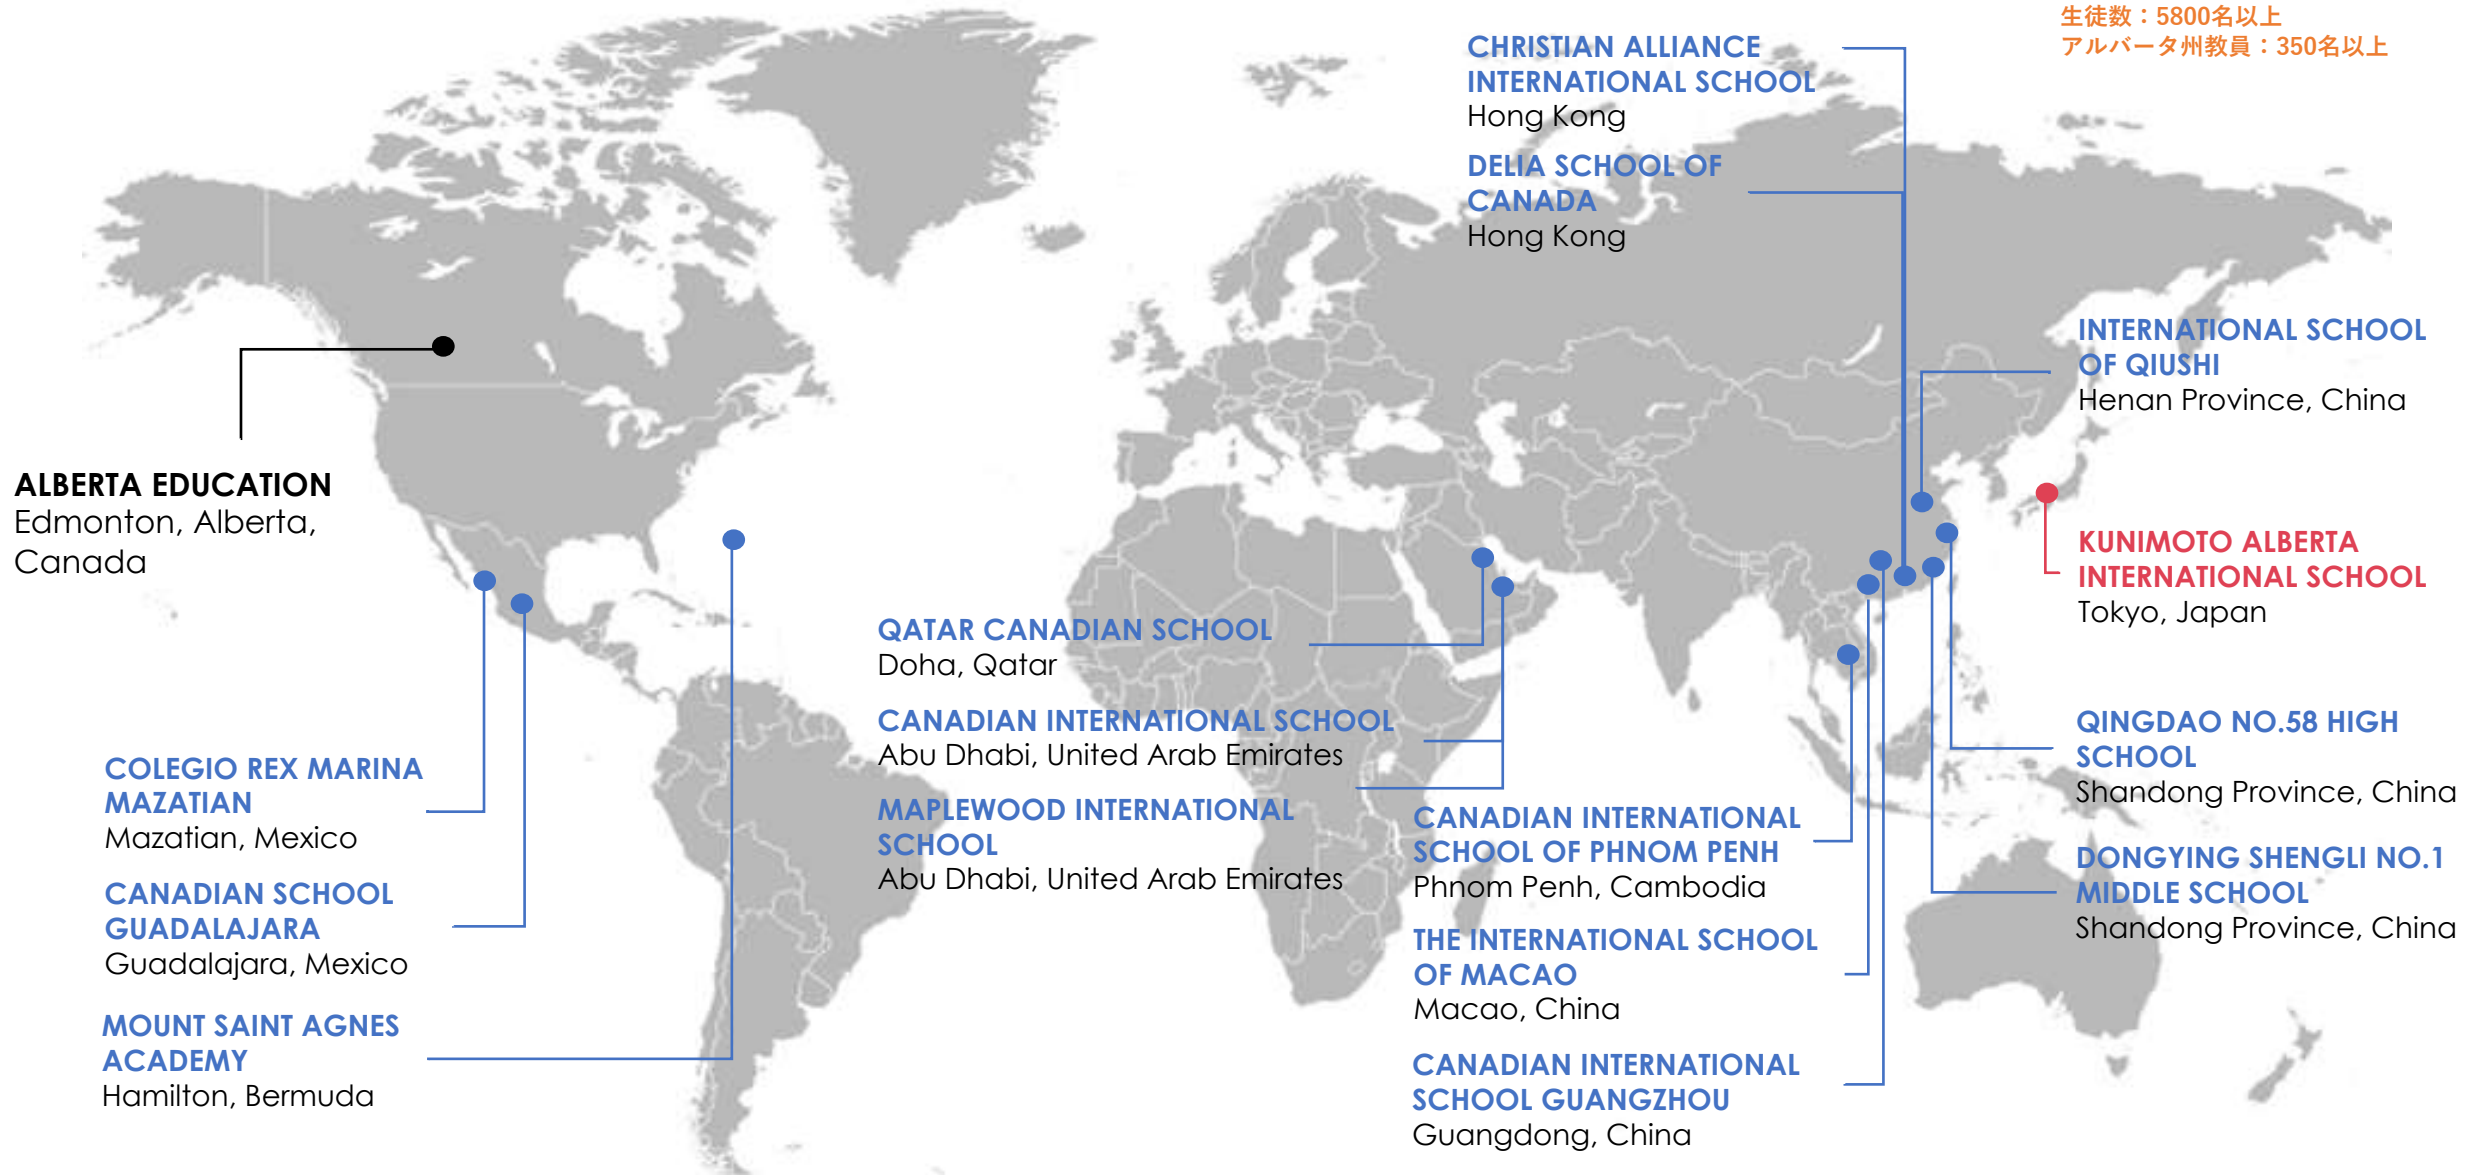 生徒数：5800名以上
アルバータ州教員：350名以上
CHRISTIAN ALLIANCE
INTERNATIONAL SCHOOL
Hong Kong
DELIA SCHOOL OF
CANADA
Hong Kong
INTERNATIONAL SCHOOL
OF QIUSHI
Henan Province, China
ALBERTA EDUCATION
Edmonton, Alberta,
Canada
KUNIMOTO ALBERTA
INTERNATIONAL SCHOOL
Tokyo, Japan
QATAR CANADIAN SCHOOL
Doha, Qatar
CANADIAN INTERNATIONAL SCHOOL
Abu Dhabi, United Arab Emirates
MAPLEWOOD INTERNATIONAL
SCHOOL
Abu Dhabi, United Arab Emirates
COLEGIO REX MARINA
MAZATIAN
Mazatian, Mexico
CANADIAN SCHOOL
GUADALAJARA
Guadalajara, Mexico
MOUNT SAINT AGNES
ACADEMY
Hamilton, Bermuda
CANADIAN INTERNATIONAL
SCHOOL OF PHNOM PENH
Phnom Penh, Cambodia
THE INTERNATIONAL SCHOOL
OF MACAO
Macao, China
CANADIAN INTERNATIONAL
SCHOOL GUANGZHOU
Guangdong, China
QINGDAO NO.58 HIGH
SCHOOL
Shandong Province, China
DONGYING SHENGLI NO.1
MIDDLE SCHOOL
Shandong Province, China